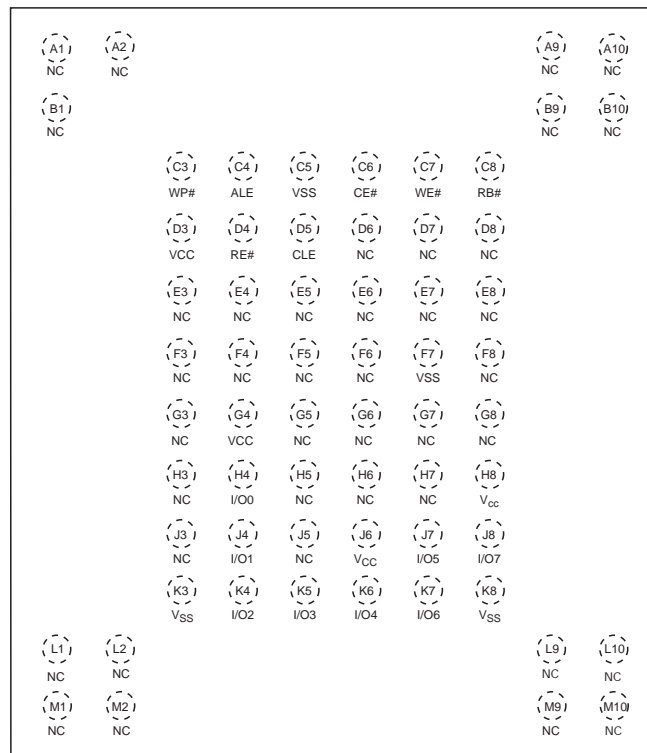 A1 A2 A9 A10
NC NC NC NC
B1 B9 B10
NC NC NC
C3 C4 C5 C6 C7 C8
WP# ALE VSS CE# WE# RB#
D3 D4 D5 D6 D7 D8
VCC RE# CLE NC NC NC
E3 E4 E5 E6 E7 E8
NC NC NC NC NC NC
F3 F4 F5 F6 F7 F8
NC NC NC NC VSS NC
G3 G4 G5 G6 G7 G8
NC VCC NC NC NC NC
H3 H4 H5 H6 H7 H8
NC I/O0 NC NC NC Vcc
J3 J4 J5 J6 J7 J8
NC I/O1 NC VCC I/O5 I/O7
K3 K4 K5 K6 K7 K8
VSS I/O2 I/O3 I/O4 I/O6 VSS
L1 L2 L9 L10
NC NC NC NC
M1 M2 M9 M10
NC NC NC NC